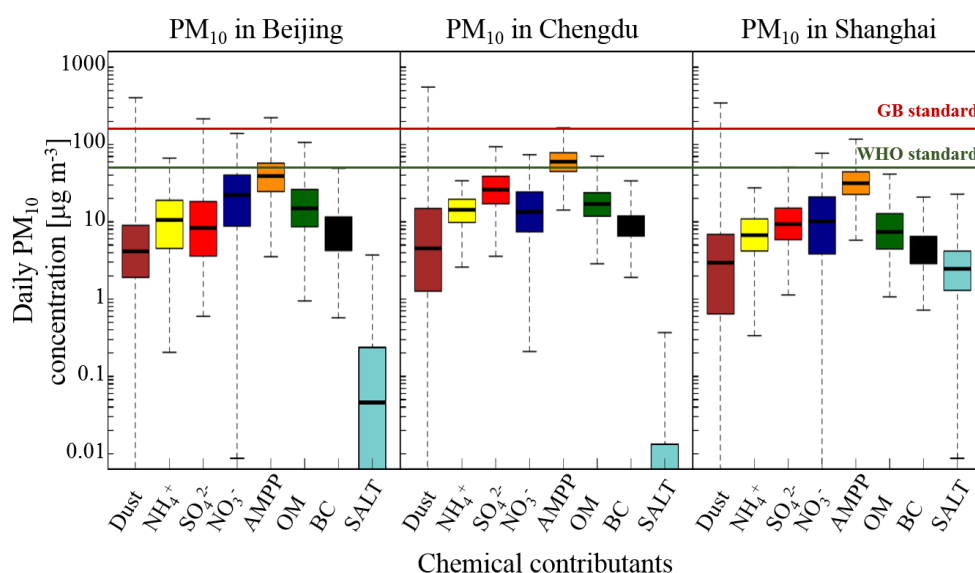 PM₁₀ in Beijing
PM₁₀ in Chengdu
PM₁₀ in Shanghai
Daily PM₁₀
concentration [µg m⁻³]
1000
100
10
1
0.1
0.01
GB standard
WHO standard
Dust
NH₄⁺
SO₄²⁻
NO₃⁻
AMPP
OM
BC
SALT
Dust
NH₄⁺
SO₄²⁻
NO₃⁻
AMPP
OM
BC
SALT
Dust
NH₄⁺
SO₄²⁻
NO₃⁻
AMPP
OM
BC
SALT
Chemical contributants